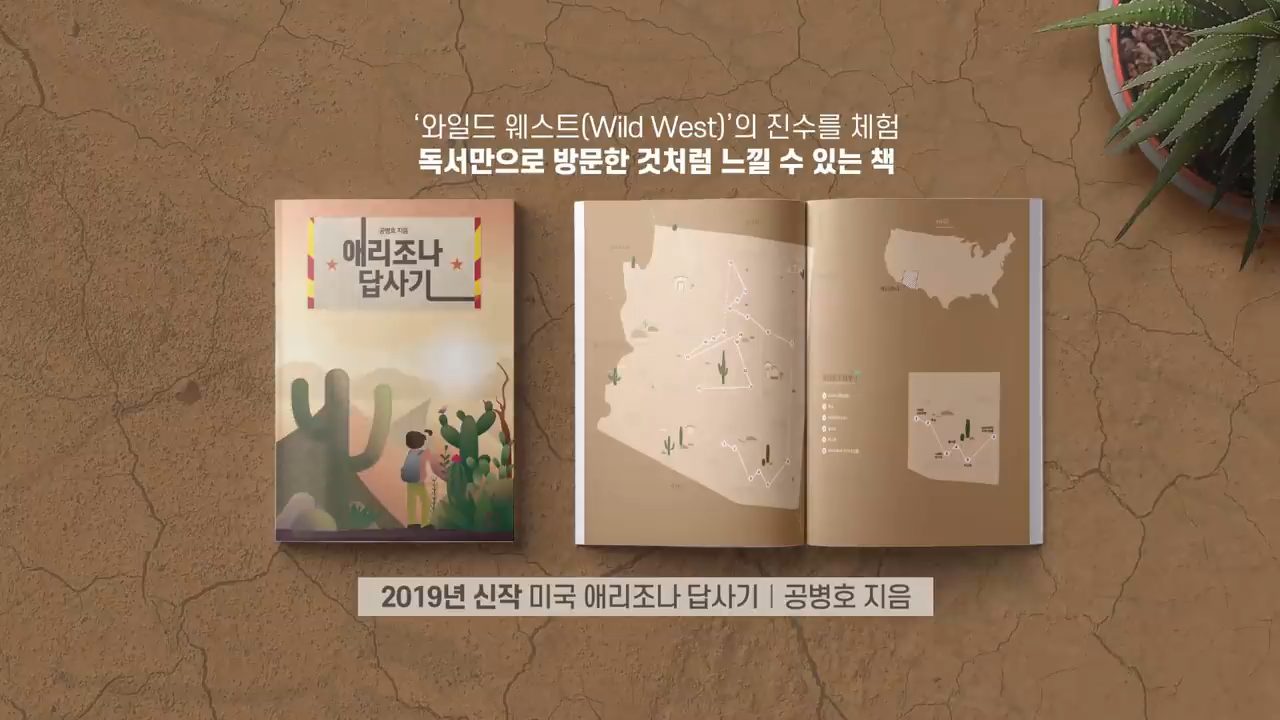 ‘와일드 웨스트(Wild West)’의 진수를 체험
독서만으로 방문한 것처럼 느낄 수 있는 책
공병호 지음
애리조나
답사기
2019년 신작 미국 애리조나 답사기 | 공병호 지음